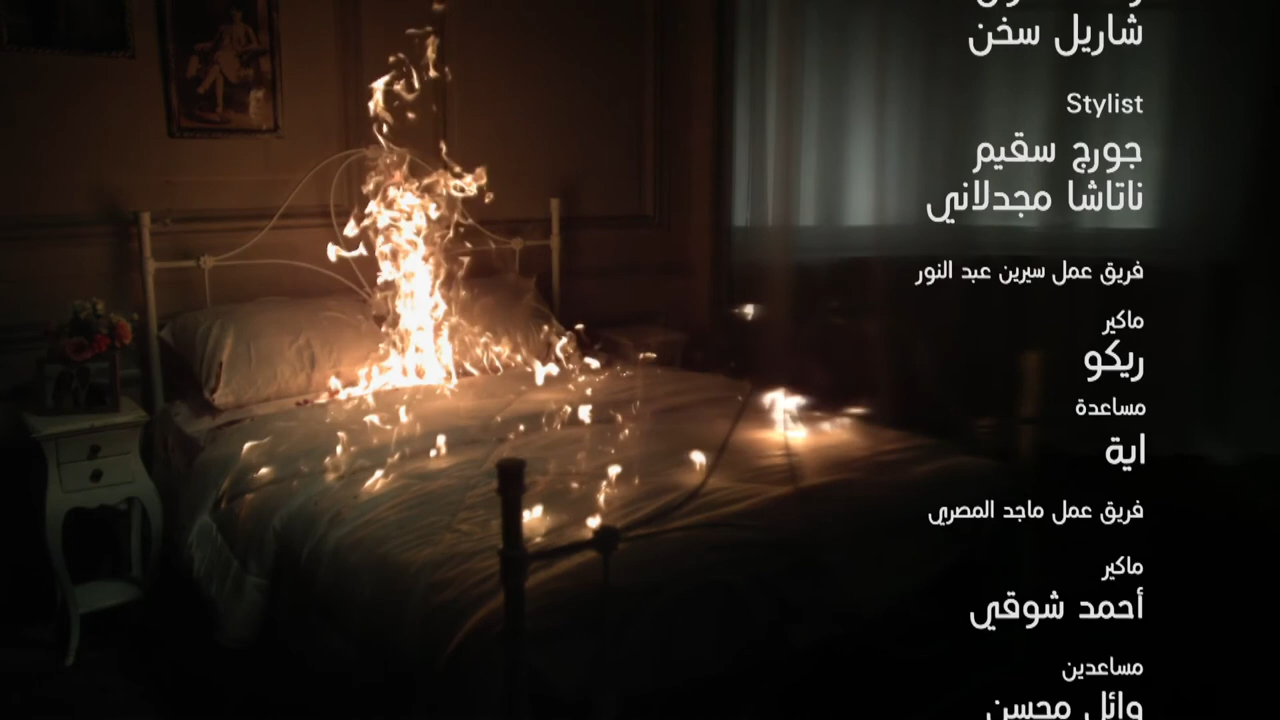 شاريل سخن
Stylist
جورج سقيم
ناتاشا مجدلاني
فريق عمل سيرين عبد النور
ماكير
ريكو
مساعدة
اية
فريق عمل ماجد المصري
ماكير
أحمد شوقي
مساعدين
وائل محسن